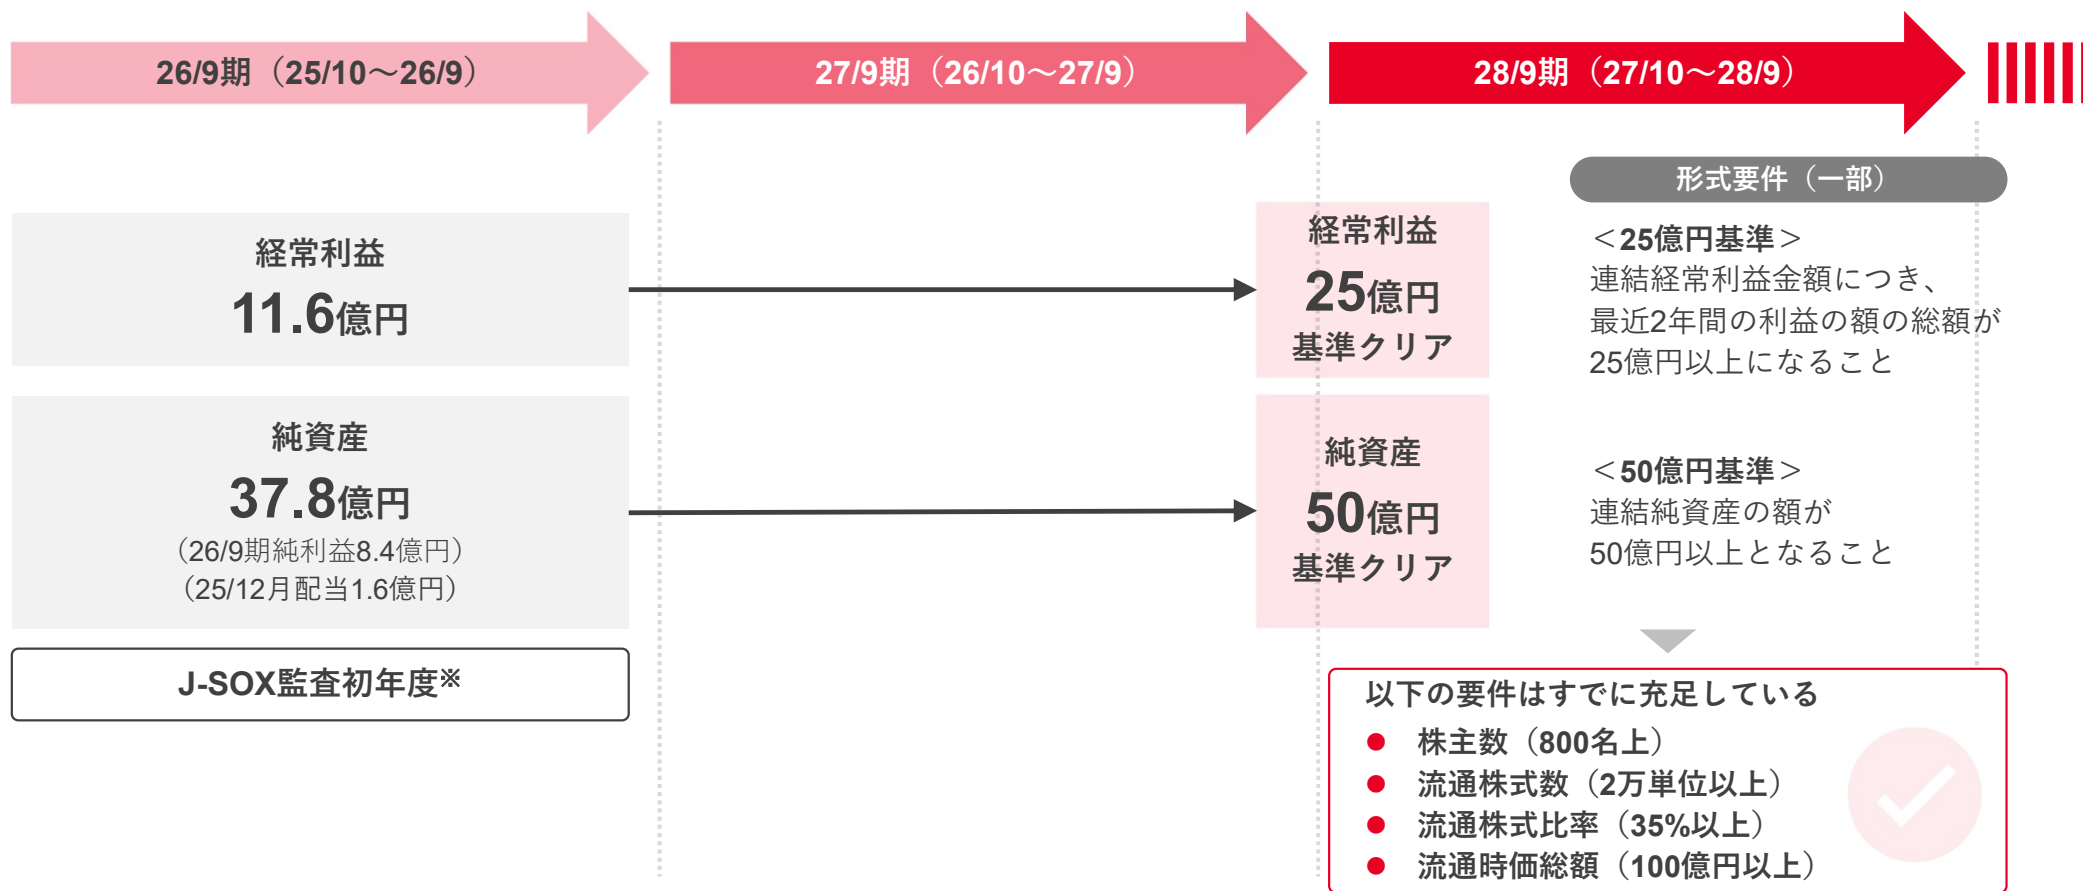 26/9期（25/10～26/9）
27/9期（26/10～27/9）
28/9期（27/10～28/9）
経常利益
11.6億円
純資産
37.8億円
（26/9期純利益8.4億円）
（25/12月配当1.6億円）
J-SOX監査初年度※
経常利益
25億円
基準クリア
純資産
50億円
基準クリア
形式要件（一部）
＜25億円基準＞
連結経常利益金額につき、
最近2年間の利益の額の総額が
25億円以上になること
＜50億円基準＞
連結純資産の額が
50億円以上となること
以下の要件はすでに充足している
● 株主数（800名上）
● 流通株式数（2万単位以上）
● 流通株式比率（35%以上）
● 流通時価総額（100億円以上）